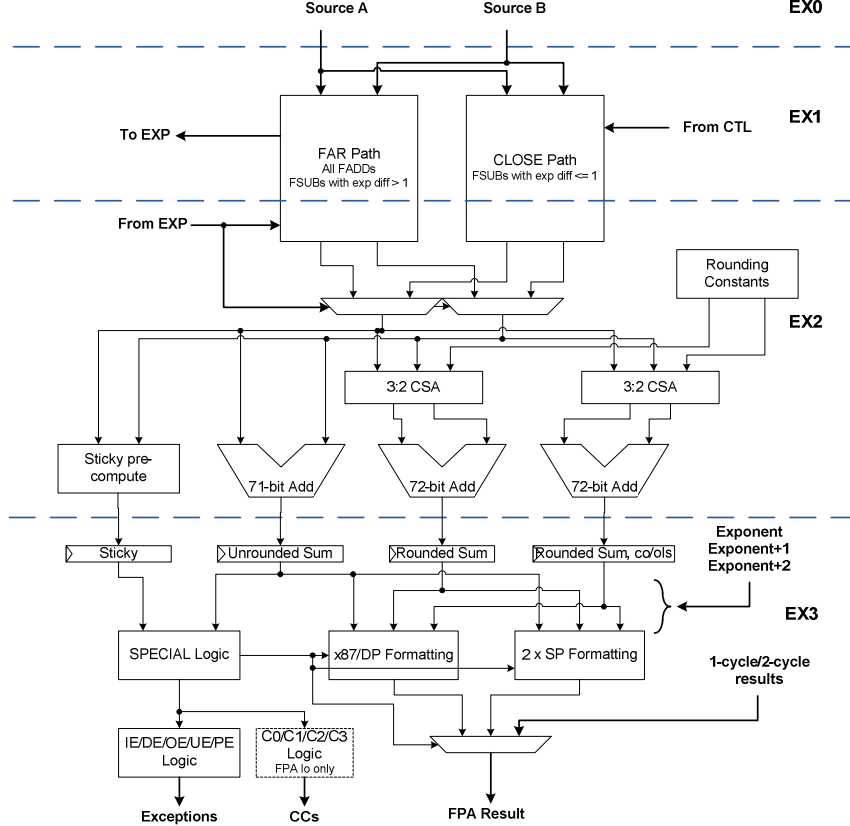 Source A
Source B
EX0
EX1
To EXP
FAR Path
All FADDs
FSUBs with exp diff > 1
CLOSE Path
FSUBs with exp diff <= 1
From CTL
From EXP
Rounding
Constants
EX2
3:2 CSA
3:2 CSA
Sticky pre-
compute
71-bit Add
72-bit Add
72-bit Add
Sticky
Unrounded Sum
Rounded Sum
Rounded Sum, co/ols
Exponent
Exponent+1
Exponent+2
EX3
SPECIAL Logic
x87/DP Formatting
2 x SP Formatting
1-cycle/2-cycle
results
IE/DE/OE/UE/PE
Logic
C0/C1/C2/C3
Logic
FPA lo only
Exceptions
CCs
FPA Result